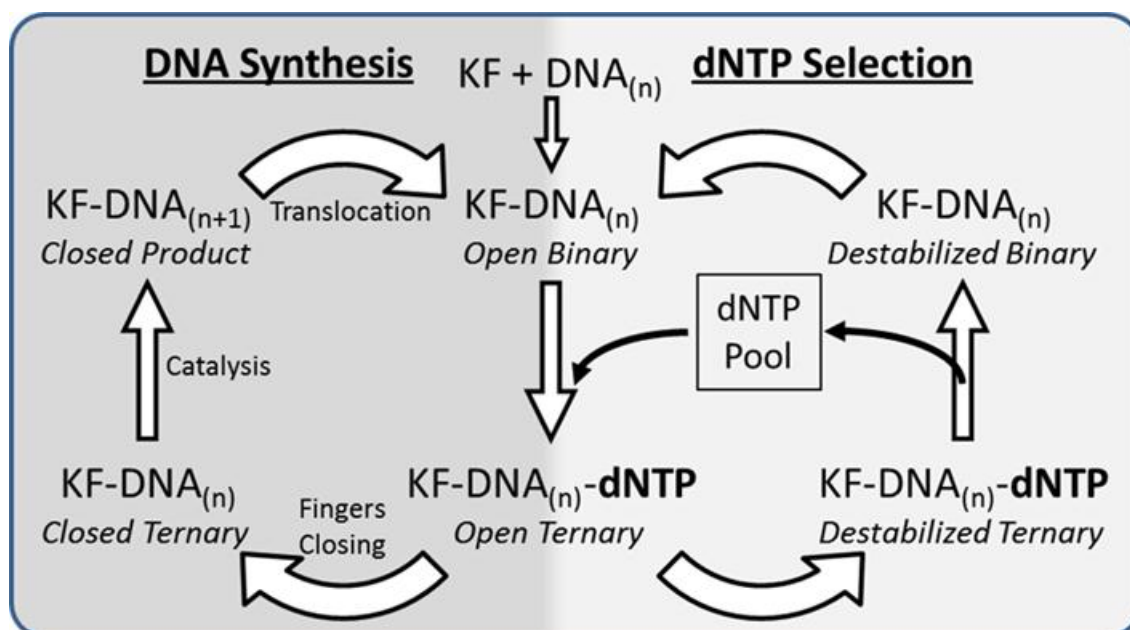 DNA Synthesis
KF + DNA(n)
dNTP Selection
KF-DNA(n+1)
Closed Product
Translocation
KF-DNA(n)
Open Binary
KF-DNA(n)
Destabilized Binary
dNTP
Pool
Catalysis
KF-DNA(n)
Closed Ternary
Fingers
Closing
KF-DNA(n)-dNTP
Open Ternary
KF-DNA(n)-dNTP
Destabilized Ternary